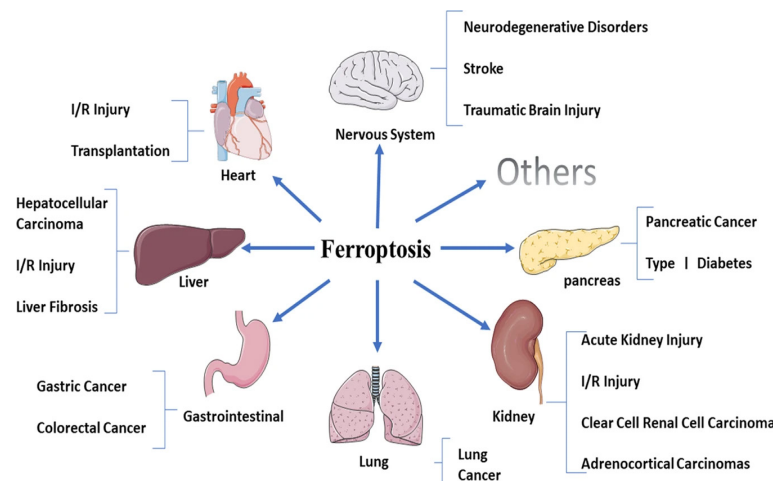 Neurodegenerative Disorders
Stroke
Traumatic Brain Injury
Nervous System
I/R Injury
Transplantation
Heart
Others
Hepatocellular
Carcinoma
I/R Injury
Liver Fibrosis
Liver
Ferroptosis
Pancreatic Cancer
Type I Diabetes
pancreas
Gastric Cancer
Colorectal Cancer
Gastrointestinal
Lung
Lung
Cancer
Kidney
Acute Kidney Injury
I/R Injury
Clear Cell Renal Cell Carcinoma
Adrenocortical Carcinomas